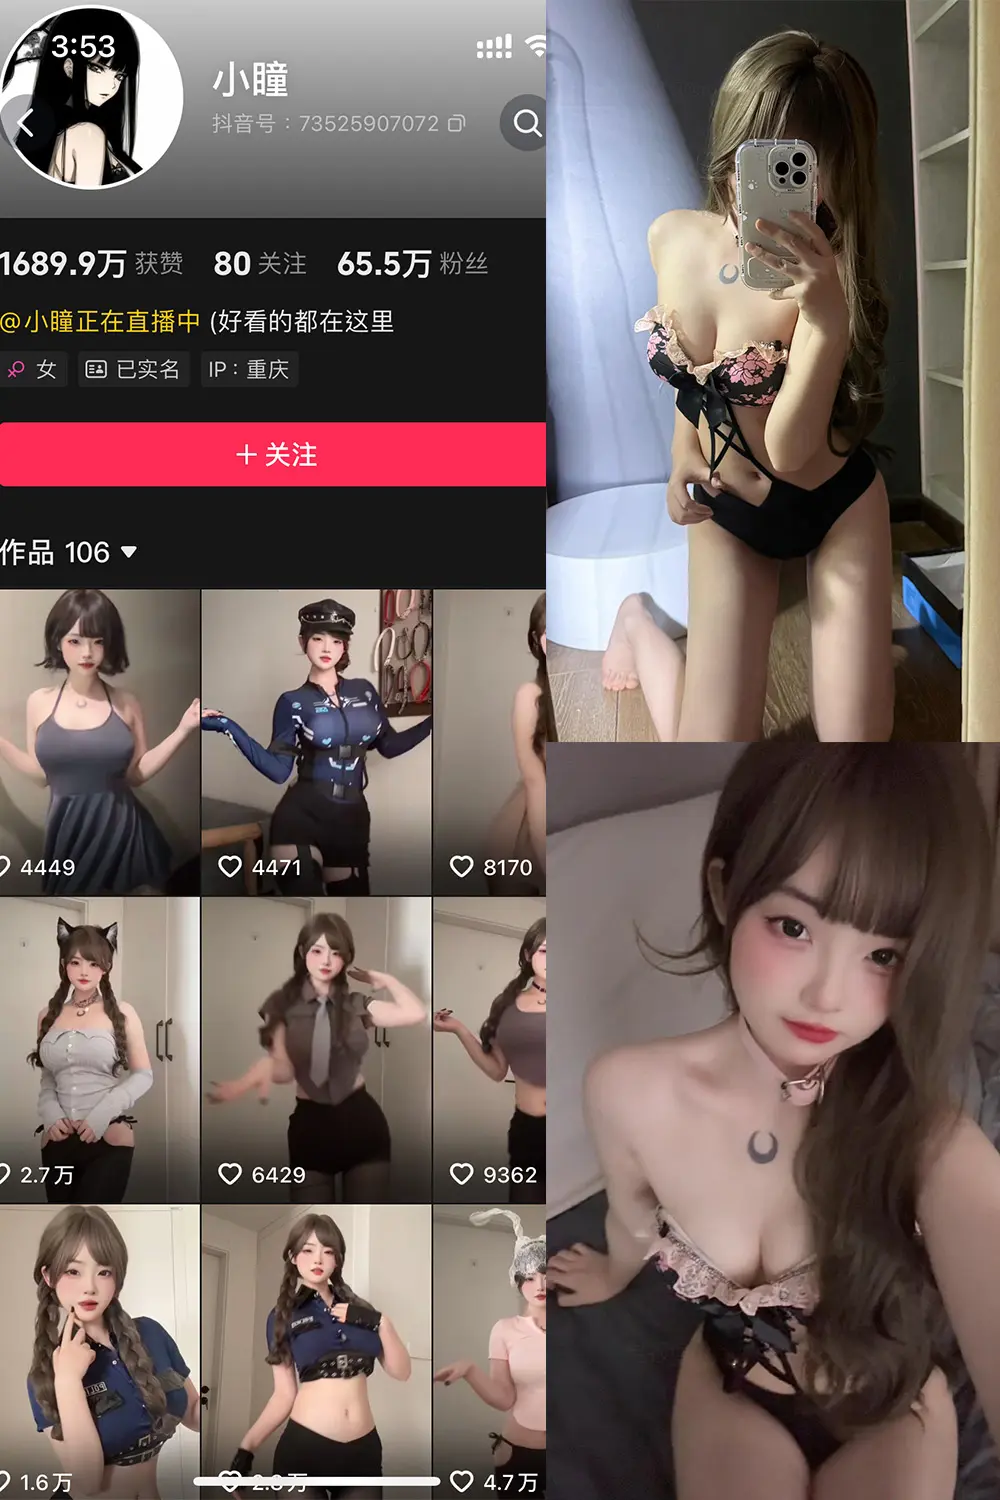 3:53
小瞳
抖音号：73525907072
1689.9万 获赞 80 关注 65.5万 粉丝
@小瞳正在直播中 (好看的都在这里
女 已实名 IP：重庆
＋关注
作品 106
4449 4471 8170
2.7万 6429 9362
1.6万 2.8万 4.7万